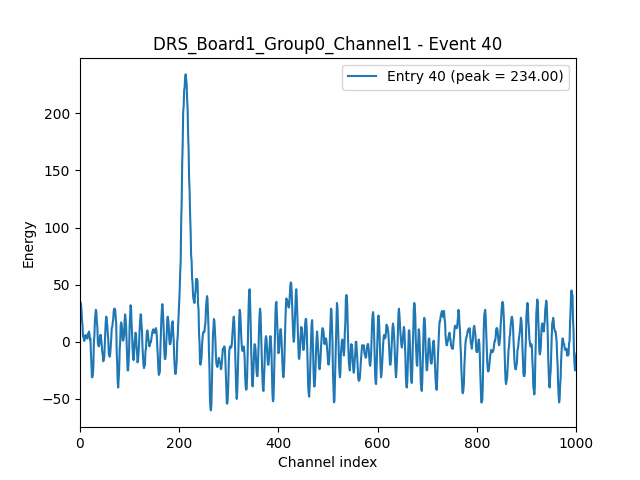 DRS_Board1_Group0_Channel1 - Event 40
Entry 40 (peak = 234.00)
Energy
200
150
100
50
0
−50
0 200 400 600 800 1000
Channel index